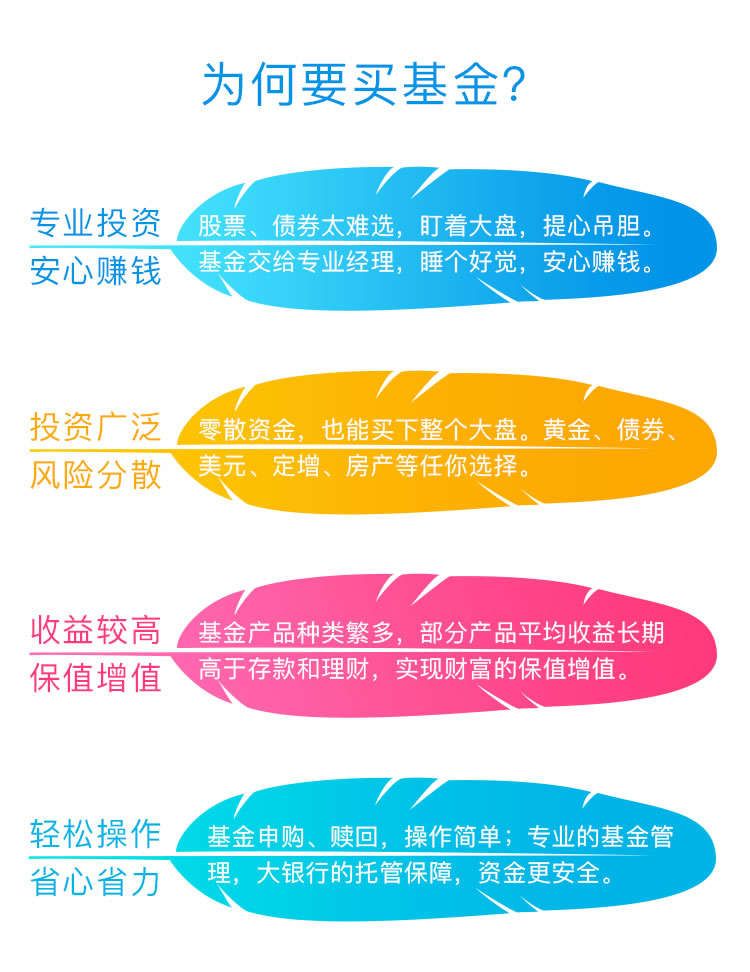 为何要买基金?
专业投资
安心赚钱
股票、债券太难选，盯着大盘，提心吊胆。
基金交给专业经理，睡个好觉，安心赚钱。
投资广泛
风险分散
零散资金，也能买下整个大盘。黄金、债券、
美元、定增、房产等任你选择。
收益较高
保值增值
基金产品种类繁多，部分产品平均收益长期
高于存款和理财，实现财富的保值增值。
轻松操作
省心省力
基金申购、赎回，操作简单；专业的基金管
理，大银行的托管保障，资金更安全。